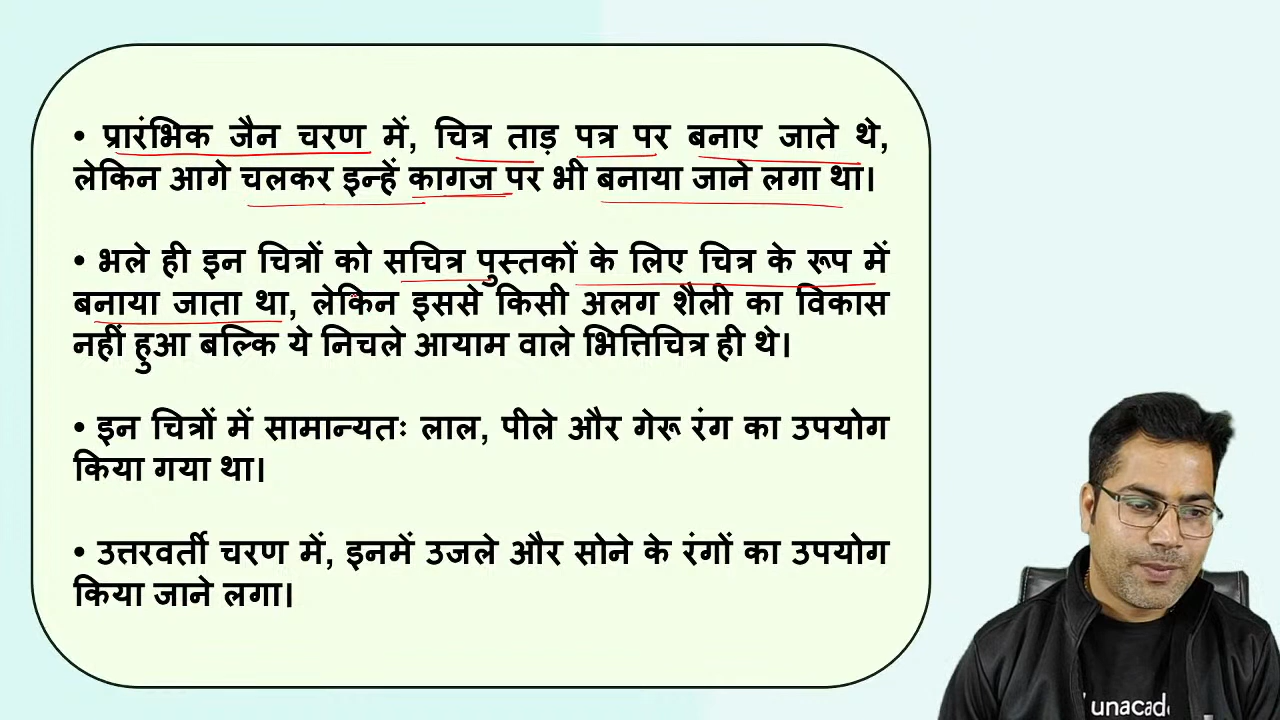 • प्रारंभिक जैन चरण में, चित्र ताड़ पत्र पर बनाए जाते थे,
लेकिन आगे चलकर इन्हें कागज पर भी बनाया जाने लगा था।
• भले ही इन चित्रों को सचित्र पुस्तकों के लिए चित्र के रूप में
बनाया जाता था, लेकिन इससे किसी अलग शैली का विकास
नहीं हुआ बल्कि ये निचले आयाम वाले भित्तिचित्र ही थे।
• इन चित्रों में सामान्यतः लाल, पीले और गेरू रंग का उपयोग
किया गया था।
• उत्तरवर्ती चरण में, इनमें उजले और सोने के रंगों का उपयोग
किया जाने लगा।
unacad